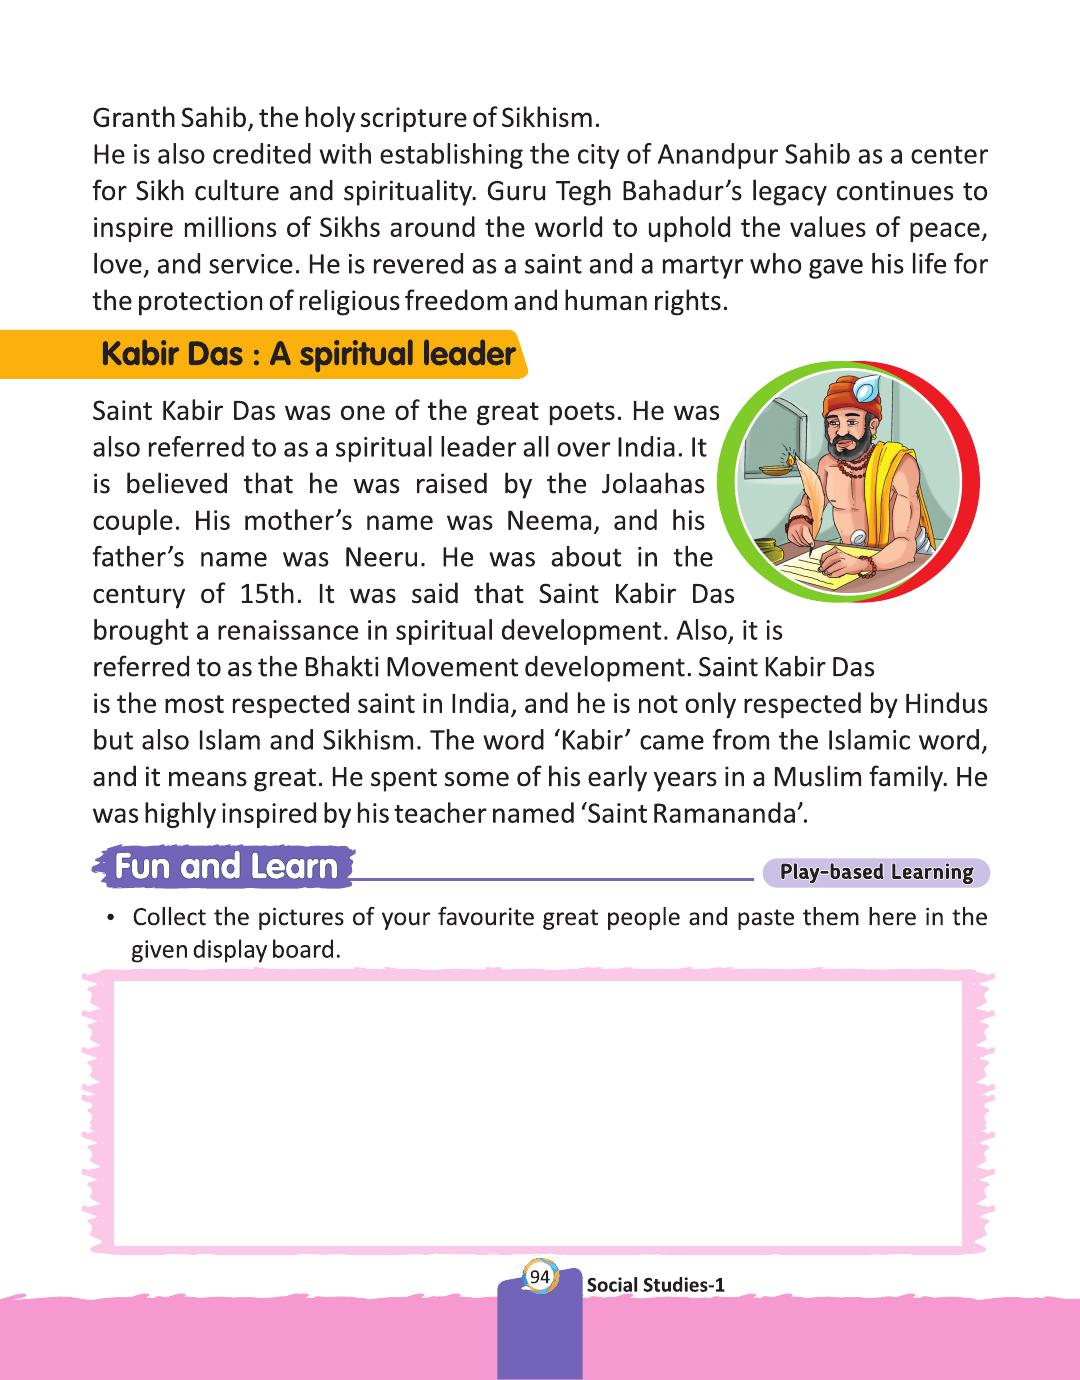 Granth Sahib, the holy scripture of Sikhism.
He is also credited with establishing the city of Anandpur Sahib as a center
for Sikh culture and spirituality. Guru Tegh Bahadur’s legacy continues to
inspire millions of Sikhs around the world to uphold the values of peace,
love, and service. He is revered as a saint and a martyr who gave his life for
the protection of religious freedom and human rights.
Kabir Das : A spiritual leader
Saint Kabir Das was one of the great poets. He was
also referred to as a spiritual leader all over India. It
is believed that he was raised by the Jolaahas
couple. His mother’s name was Neema, and his
father’s name was Neeru. He was about in the
century of 15th. It was said that Saint Kabir Das
brought a renaissance in spiritual development. Also, it is
referred to as the Bhakti Movement development. Saint Kabir Das
is the most respected saint in India, and he is not only respected by Hindus
but also Islam and Sikhism. The word ‘Kabir’ came from the Islamic word,
and it means great. He spent some of his early years in a Muslim family. He
was highly inspired by his teacher named ‘Saint Ramananda’.
Fun and Learn
Play-based Learning
• Collect the pictures of your favourite great people and paste them here in the
given display board.
94
Social Studies-1